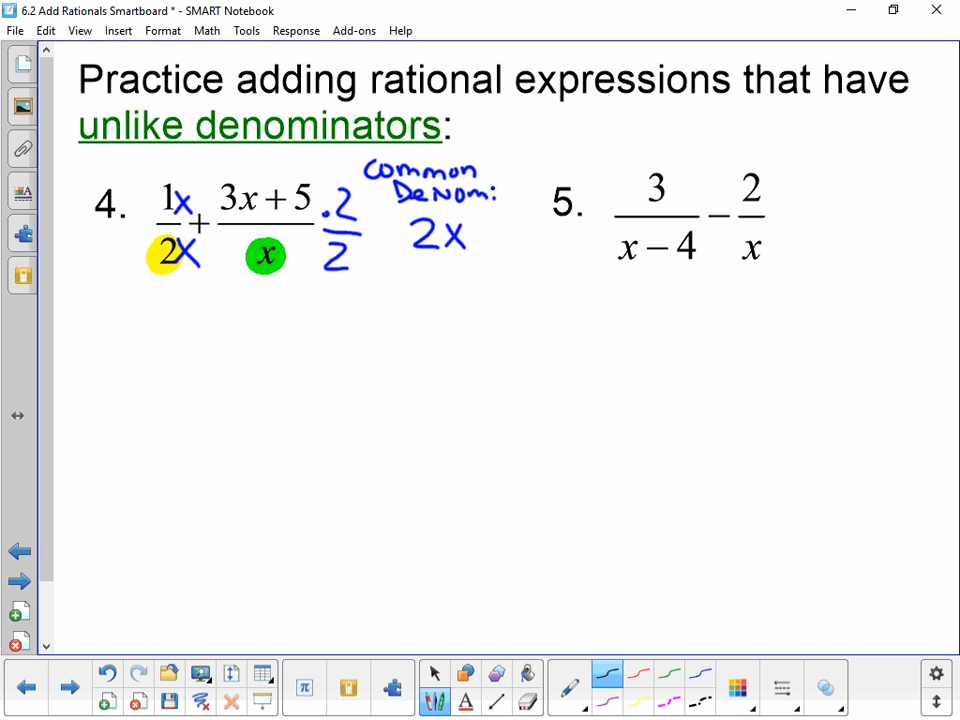 6.2 Add Rationals Smartboard * - SMART Notebook
File Edit View Insert Format Math Tools Response Add-ons Help
Practice adding rational expressions that have
unlike denominators:
Common
Denom:
2x
4. 1x/2x + 3x + 5/x · 2/2
5. 3/x − 4 − 2/x